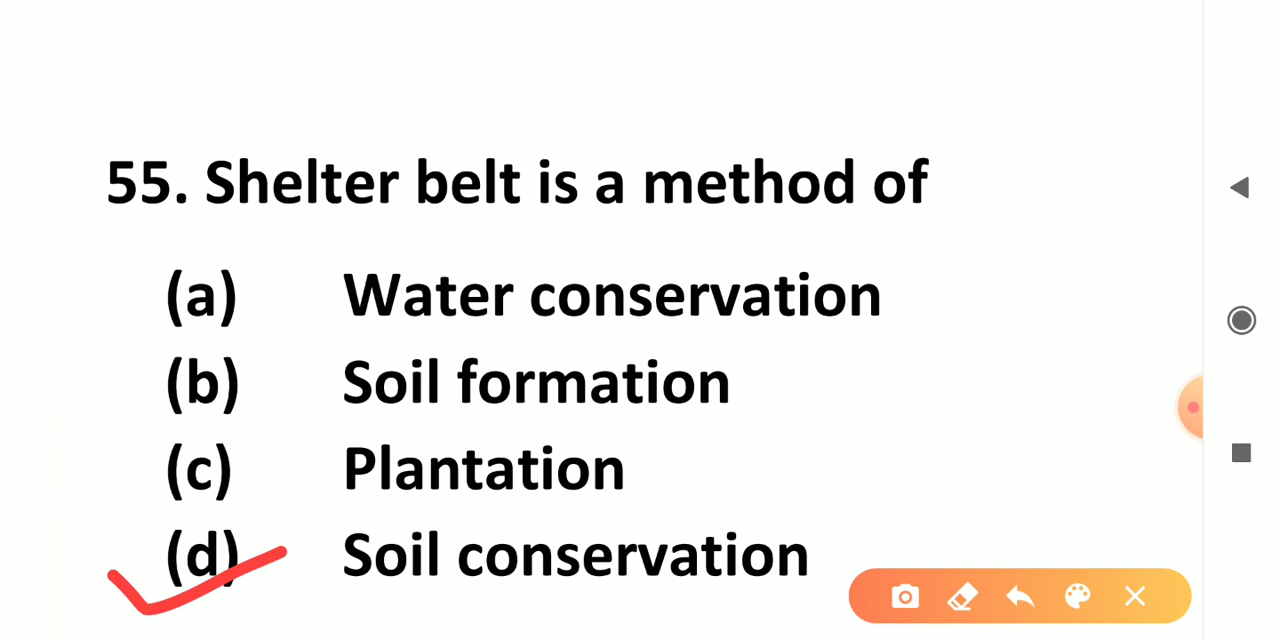 55. Shelter belt is a method of
(a) Water conservation
(b) Soil formation
(c) Plantation
(d) Soil conservation